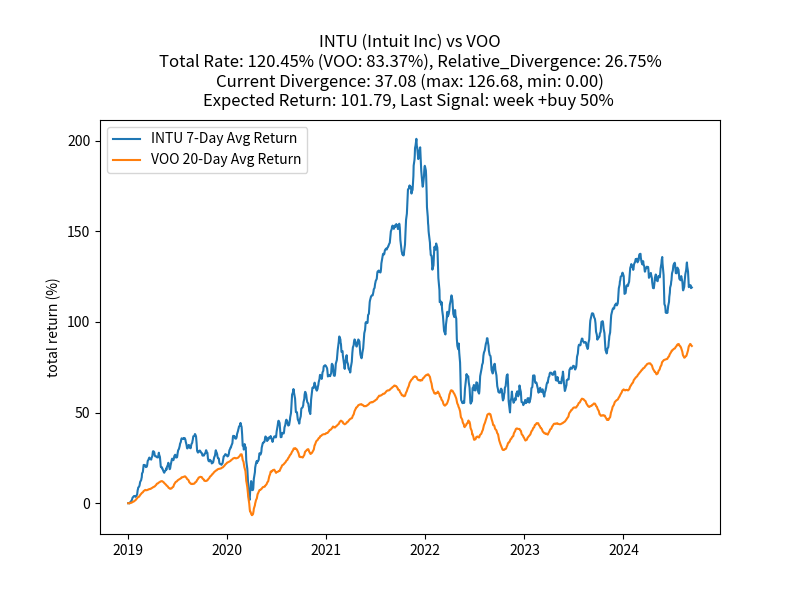 INTU (Intuit Inc) vs VOO
Total Rate: 120.45% (VOO: 83.37%), Relative_Divergence: 26.75%
Current Divergence: 37.08 (max: 126.68, min: 0.00)
Expected Return: 101.79, Last Signal: week +buy 50%
INTU 7-Day Avg Return
VOO 20-Day Avg Return
total return (%)
200
150
100
50
0
2019 2020 2021 2022 2023 2024